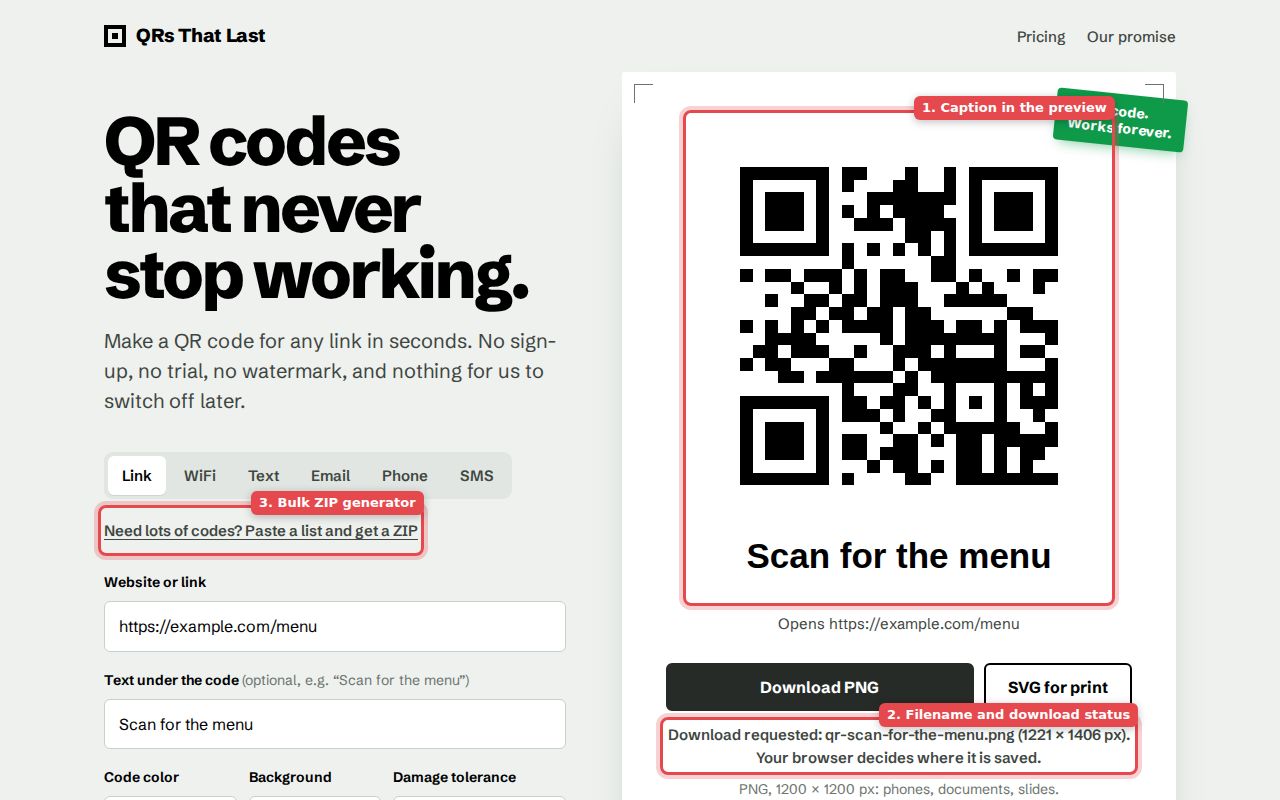 QRs That Last
Pricing
Our promise
QR codes
that never
stop working.
Make a QR code for any link in seconds. No sign-
up, no trial, no watermark, and nothing for us to
switch off later.
Link
WiFi
Text
Email
Phone
SMS
3. Bulk ZIP generator
Need lots of codes? Paste a list and get a ZIP
Website or link
https://example.com/menu
Text under the code (optional, e.g. “Scan for the menu”)
Scan for the menu
Code color
Background
Damage tolerance
1. Caption in the preview
code.
Works forever.
Scan for the menu
Opens https://example.com/menu
Download PNG
SVG for print
2. Filename and download status
Download requested: qr-scan-for-the-menu.png (1221 × 1406 px).
Your browser decides where it is saved.
PNG, 1200 × 1200 px: phones, documents, slides.